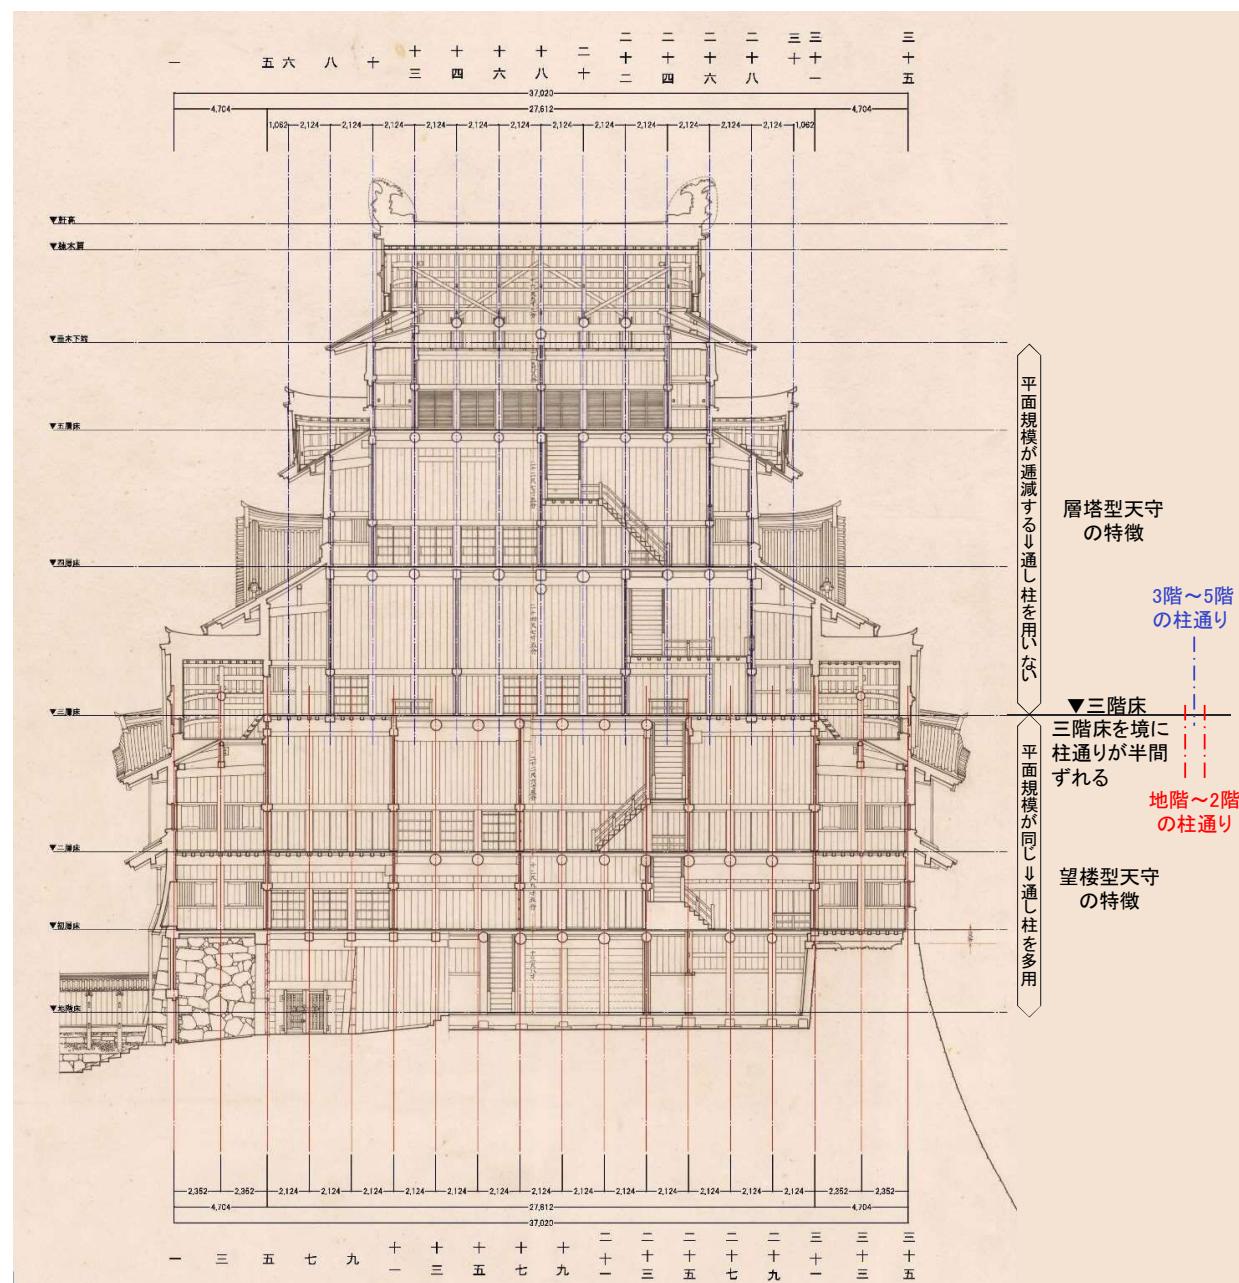 一 五 六 八 十 十三 十四 十六 十八 二十 二十二 二十四 二十六 二十八 三十 三十一 三十五
37,020
4,704 27,612 4,704
1,062 2,124 2,124 2,124 2,124 2,124 2,124 2,124 2,124 2,124 2,124 2,124 2,124 1,062
▼軒高
▼棟木肩
▼垂木下端
▼五層床
▼四層床
▼三層床
▼二層床
▼初層床
▼地階床
平面規模が逓減する⇒通し柱を用いない
層塔型天守
の特徴
3階～5階
の柱通り
▼三階床
三階床を境に
柱通りが半間
ずれる
地階～2階
の柱通り
平面規模が同じ⇒通し柱を多用
望楼型天守
の特徴
2,352 2,352 2,124 2,124 2,124 2,124 2,124 2,124 2,124 2,124 2,124 2,124 2,124 2,124 2,124 2,352 2,352
4,704 27,612 4,704
37,020
一 三 五 七 九 十一 十三 十五 十七 十九 二十一 二十三 二十五 二十七 二十九 三十一 三十三 三十五